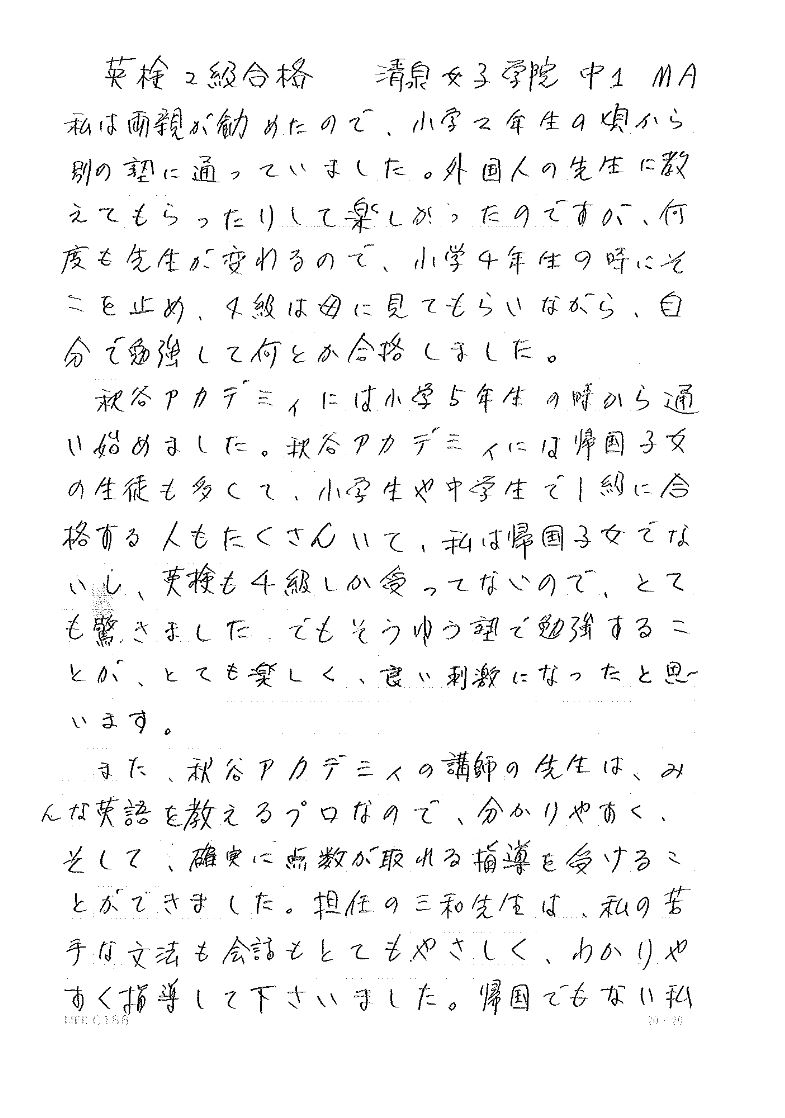 英検2級合格　清泉女子学院 中1 MA
私は両親が勧めたので、小学2年生の頃から
別の塾に通っていました。外国人の先生に教
えてもらったりして楽しかったのですが、何
度も先生が変わるので、小学4年生の時にそ
こを止め、4級は母に見てもらいながら、自
分で勉強して何とか合格しました。
秋谷アカデミィには小学5年生の時から通
い始めました。秋谷アカデミィには帰国子女
の生徒も多くて、小学生や中学生で1級に合
格する人もたくさんいて、私は帰国子女でな
いし、英検も4級しか受ってないので、とて
も驚きました でもそうゆう塾で勉強するこ
とが、とても楽しく、良い刺激になったと思
います。
また、秋谷アカデミィの講師の先生は、み
んな英語を教えるプロなので、分かりやすく、
そして、確実に点数が取れる指導を受けるこ
とができました。担任の三和先生は、私の苦
手な文法も会話もとてもやさしく、わかりや
すく指導して下さいました。帰国でもない私
20×20